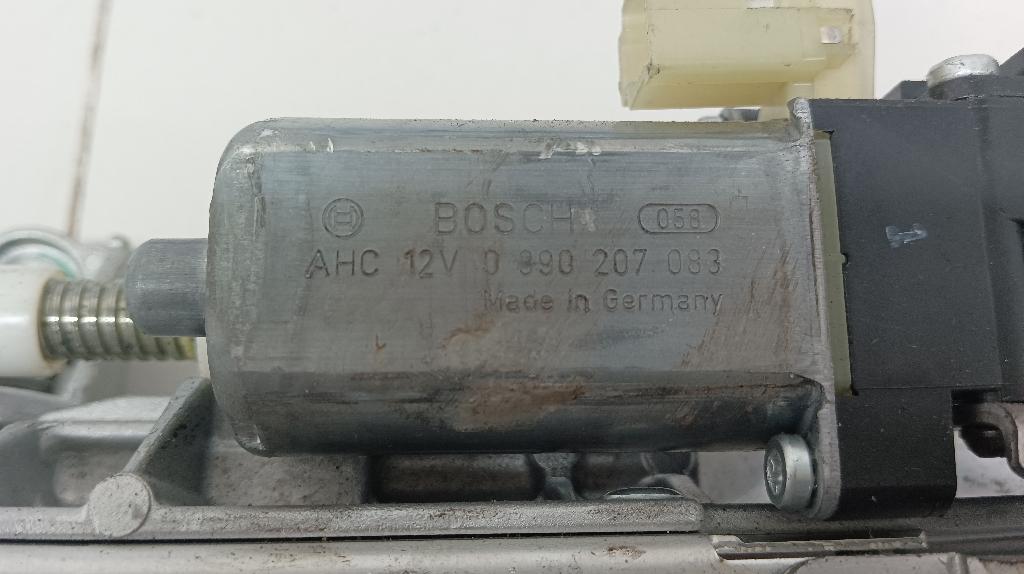 BOSCH 058
AHC 12V 0 390 207 083
Made in Germany